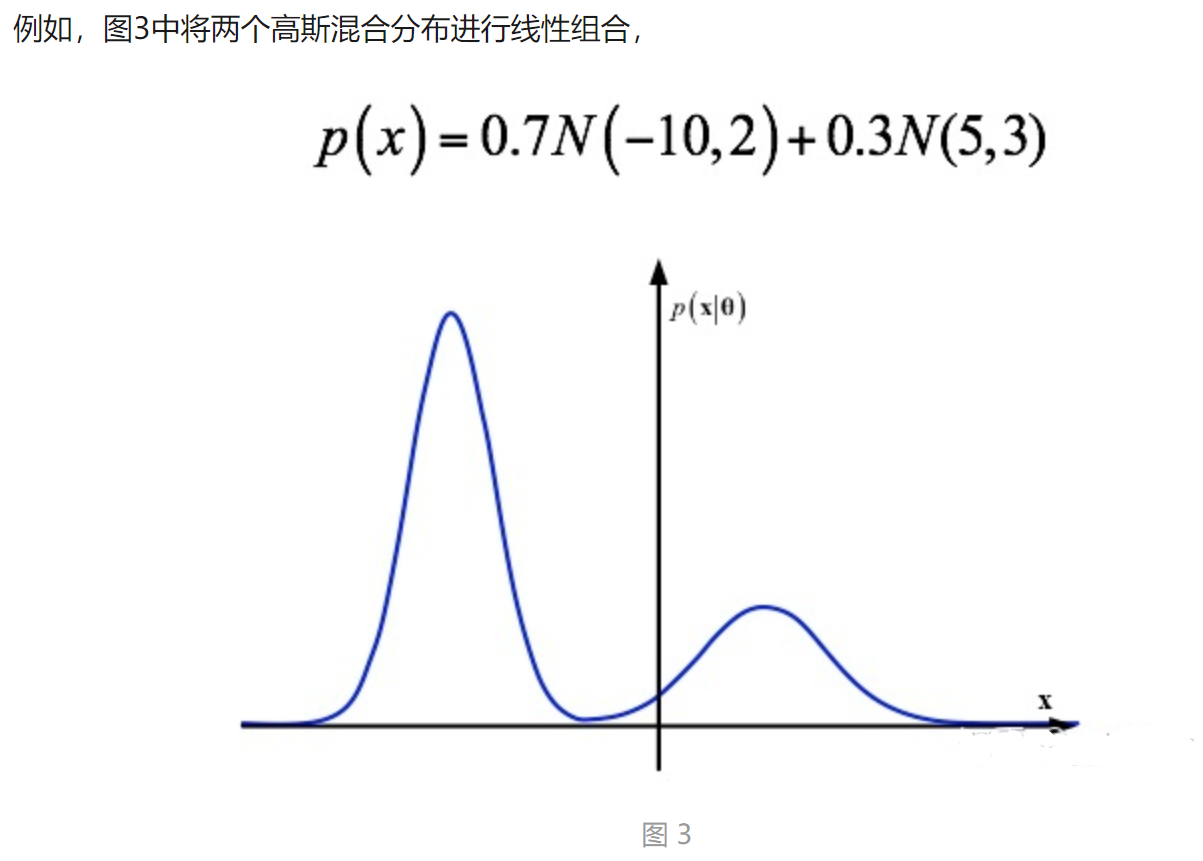 例如，图3中将两个高斯混合分布进行线性组合，
p(x)=0.7N(−10,2)+0.3N(5,3)
p(x|θ)
x
图 3